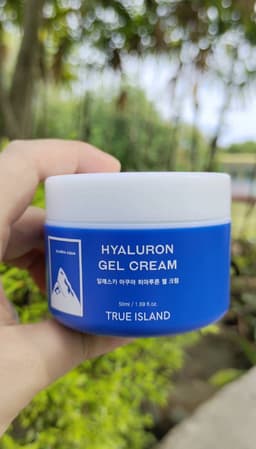 HYALURON
GEL CREAM
알래스카 아쿠아 히아루론 겔 크림
50ml / 1.69 fl.oz.
TRUE ISLAND